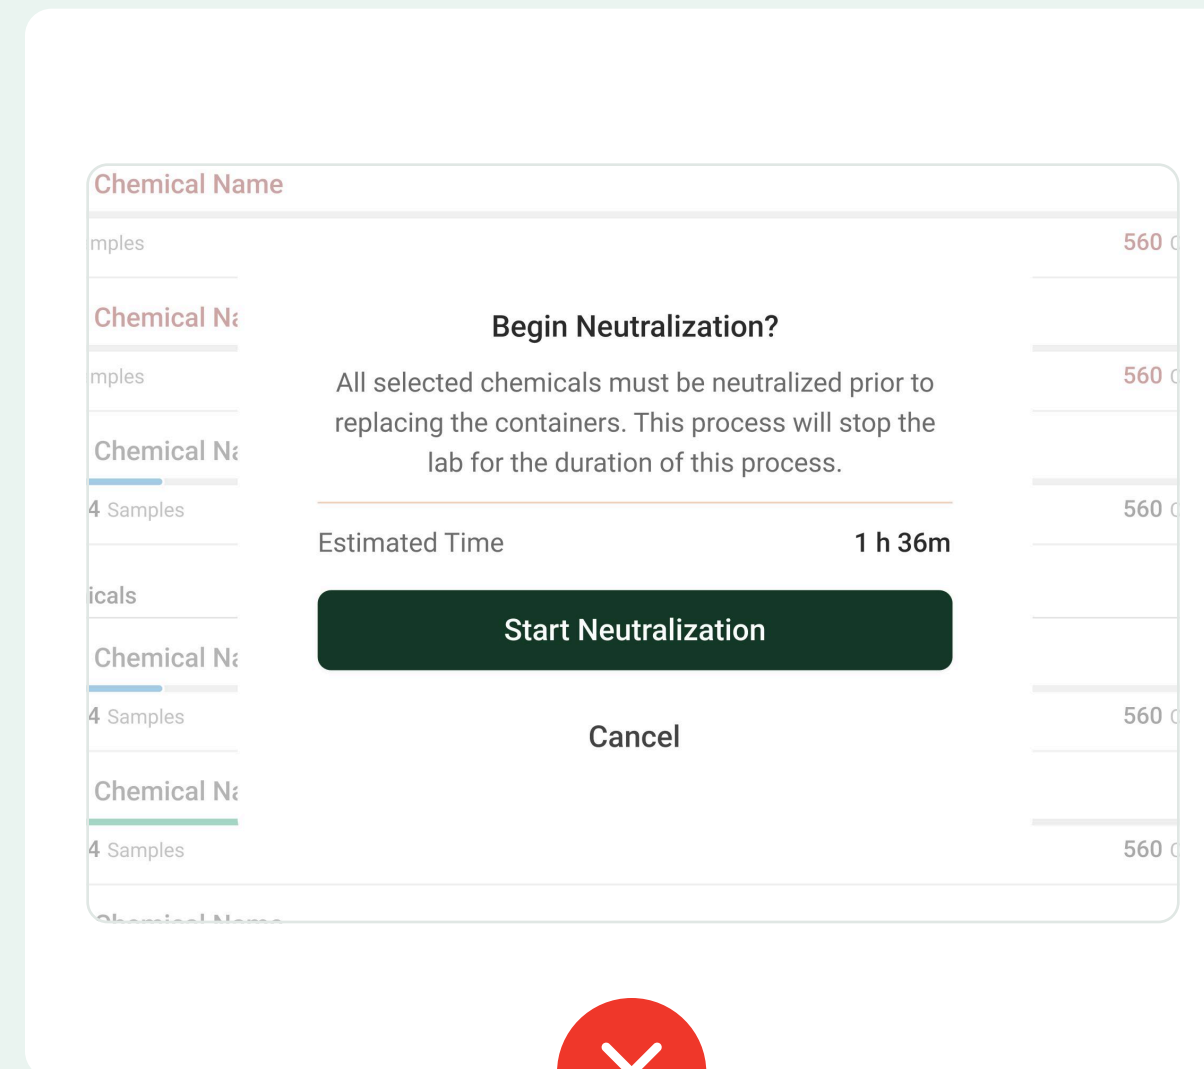 Chemical Name
mples
560
Chemical Na
mples
560
Chemical Na
4 Samples
560
icals
Chemical Na
4 Samples
560
Chemical Na
4 Samples
560
Chemical Name
Begin Neutralization?
All selected chemicals must be neutralized prior to
replacing the containers. This process will stop the
lab for the duration of this process.
Estimated Time 1 h 36m
Start Neutralization
Cancel